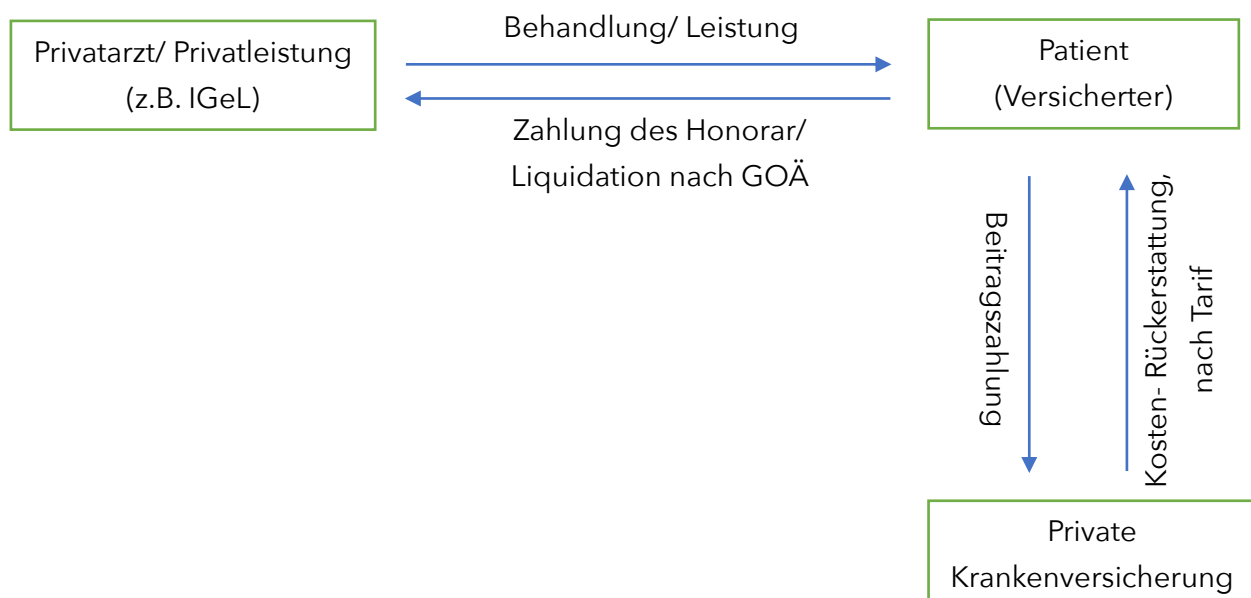 Privatarzt/ Privatleistung
(z.B. IGeL)
Behandlung/ Leistung
Zahlung des Honorar/
Liquidation nach GOÄ
Patient
(Versicherter)
Beitragszahlung
Kosten- Rückerstattung,
nach Tarif
Private
Krankenversicherung